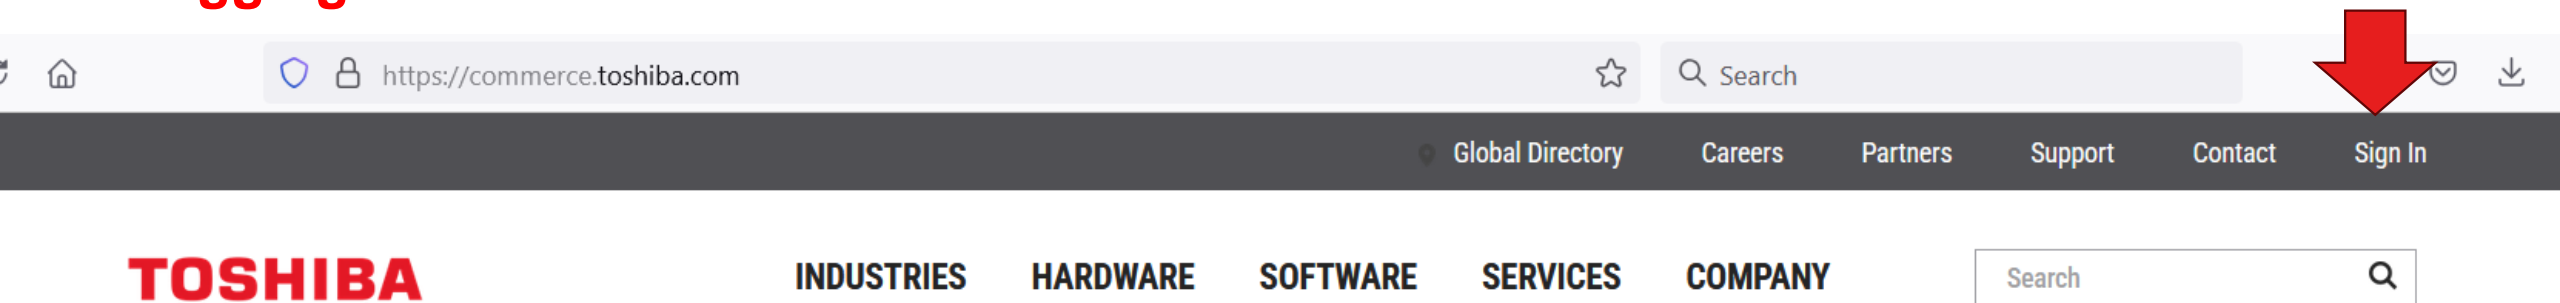 https://commerce.toshiba.com
Search
Global Directory Careers Partners Support Contact Sign In
TOSHIBA INDUSTRIES HARDWARE SOFTWARE SERVICES COMPANY Search